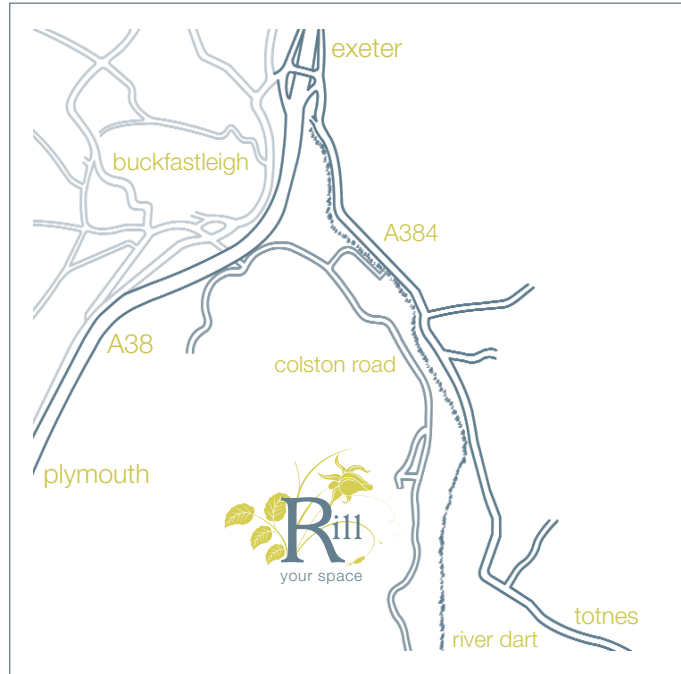 exeter
buckfastleigh
A384
A38
colston road
plymouth
Rill
your space
totnes
river dart